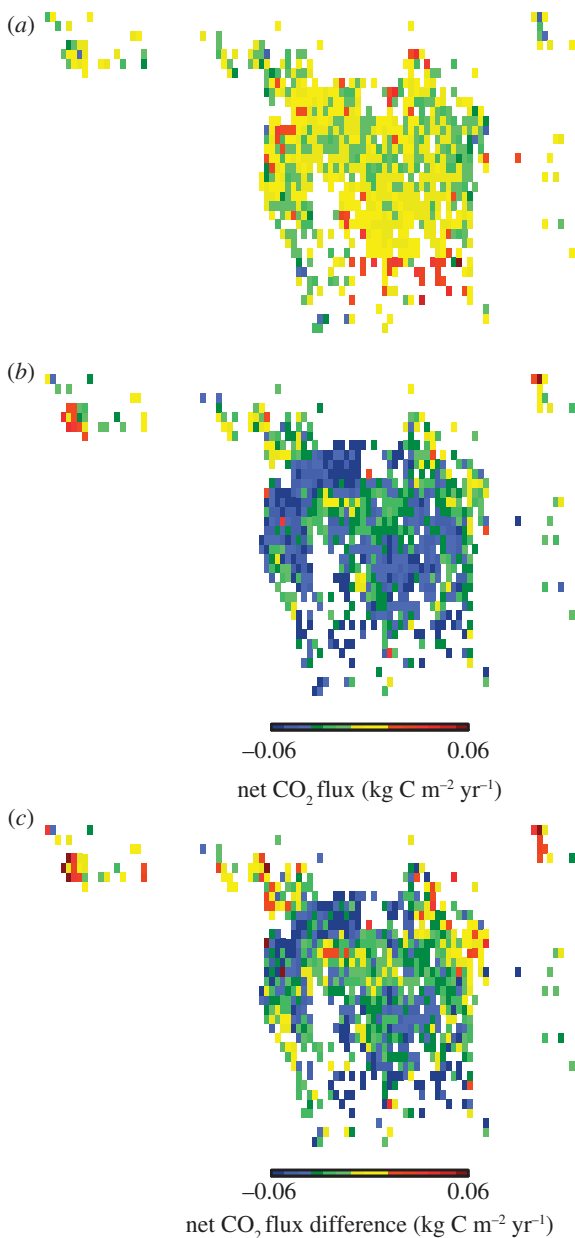 (a)
(b)
–0.06 0.06
net CO₂ flux (kg C m⁻² yr⁻¹)
(c)
–0.06 0.06
net CO₂ flux difference (kg C m⁻² yr⁻¹)